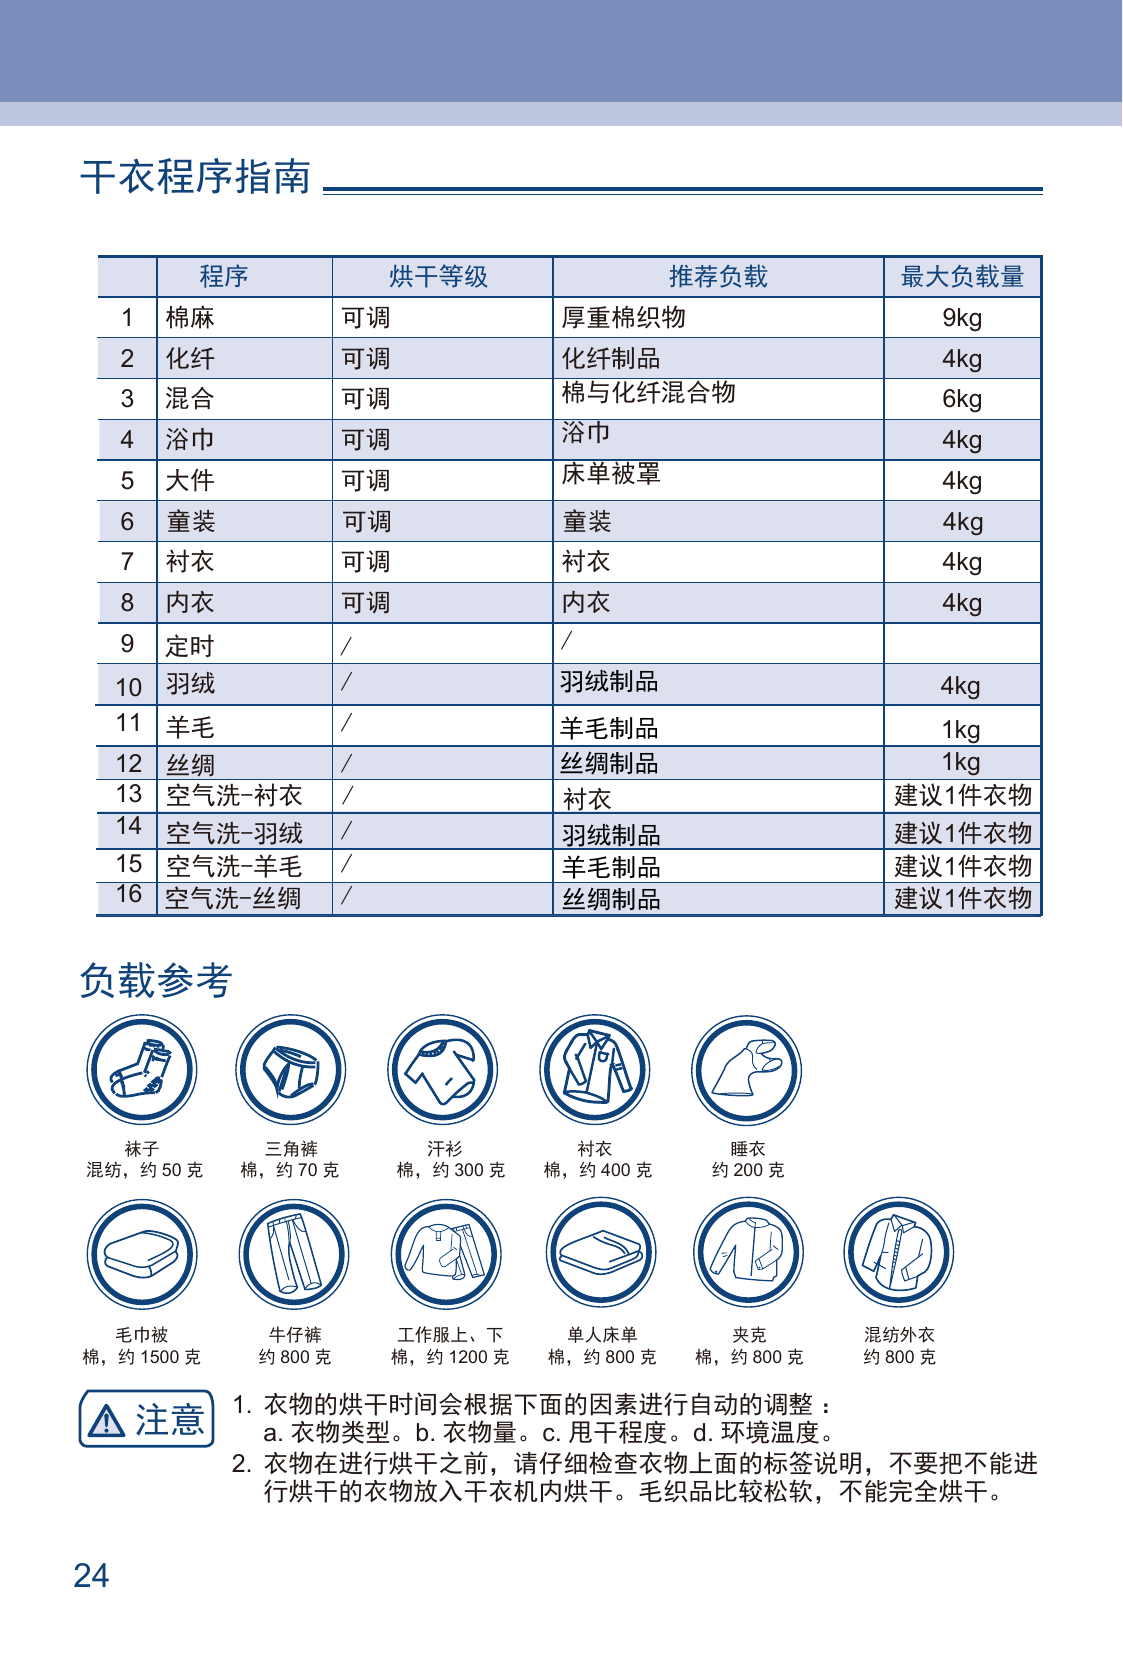 干衣程序指南
程序 烘干等级 推荐负载 最大负载量
1 棉麻 可调 厚重棉织物 9kg
2 化纤 可调 化纤制品 4kg
3 混合 可调 棉与化纤混合物 6kg
4 浴巾 可调 浴巾 4kg
5 大件 可调 床单被罩 4kg
6 童装 可调 童装 4kg
7 衬衣 可调 衬衣 4kg
8 内衣 可调 内衣 4kg
9 定时 / /
10 羽绒 / 羽绒制品 4kg
11 羊毛 / 羊毛制品 1kg
12 丝绸 / 丝绸制品 1kg
13 空气洗-衬衣 / 衬衣 建议1件衣物
14 空气洗-羽绒 / 羽绒制品 建议1件衣物
15 空气洗-羊毛 / 羊毛制品 建议1件衣物
16 空气洗-丝绸 / 丝绸制品 建议1件衣物
负载参考
袜子 三角裤 汗衫 衬衣 睡衣
混纺，约 50 克 棉，约 70 克 棉，约 300 克 棉，约 400 克 约 200 克
毛巾被 牛仔裤 工作服上、下 单人床单 夹克 混纺外衣
棉，约 1500 克 约 800 克 棉，约 1200 克 棉，约 800 克 棉，约 800 克 约 800 克
注意
1. 衣物的烘干时间会根据下面的因素进行自动的调整：
a. 衣物类型。b. 衣物量。c. 甩干程度。d. 环境温度。
2. 衣物在进行烘干之前，请仔细检查衣物上面的标签说明，不要把不能进
行烘干的衣物放入干衣机内烘干。毛织品比较松软，不能完全烘干。
24